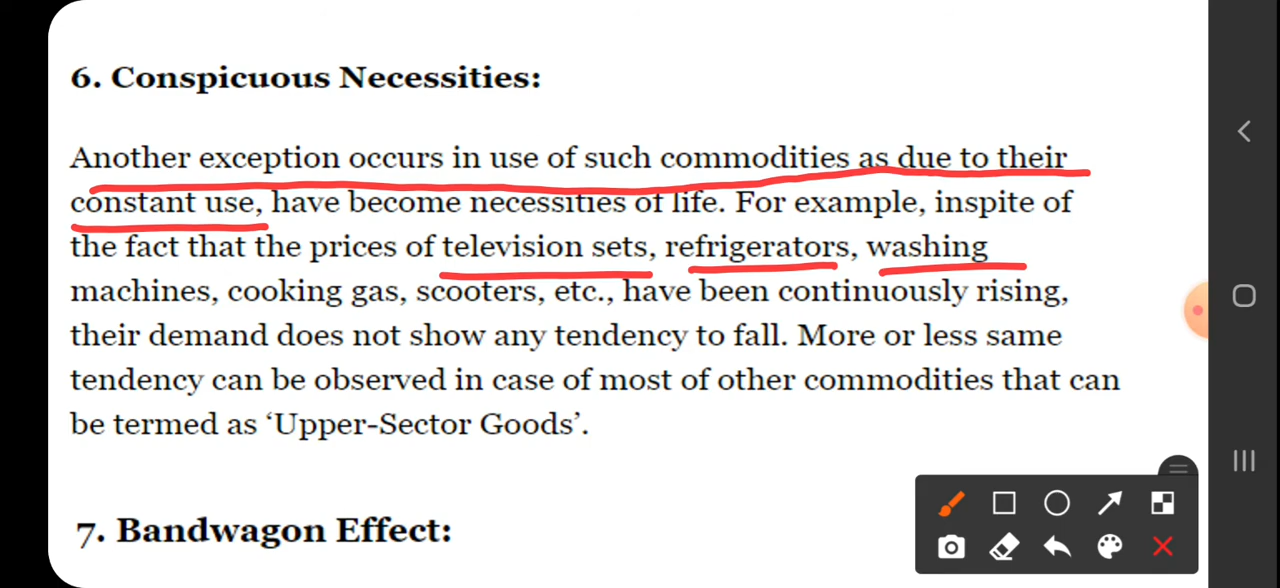 6. Conspicuous Necessities:
Another exception occurs in use of such commodities as due to their
constant use, have become necessities of life. For example, inspite of
the fact that the prices of television sets, refrigerators, washing
machines, cooking gas, scooters, etc., have been continuously rising,
their demand does not show any tendency to fall. More or less same
tendency can be observed in case of most of other commodities that can
be termed as ‘Upper-Sector Goods’.
7. Bandwagon Effect: